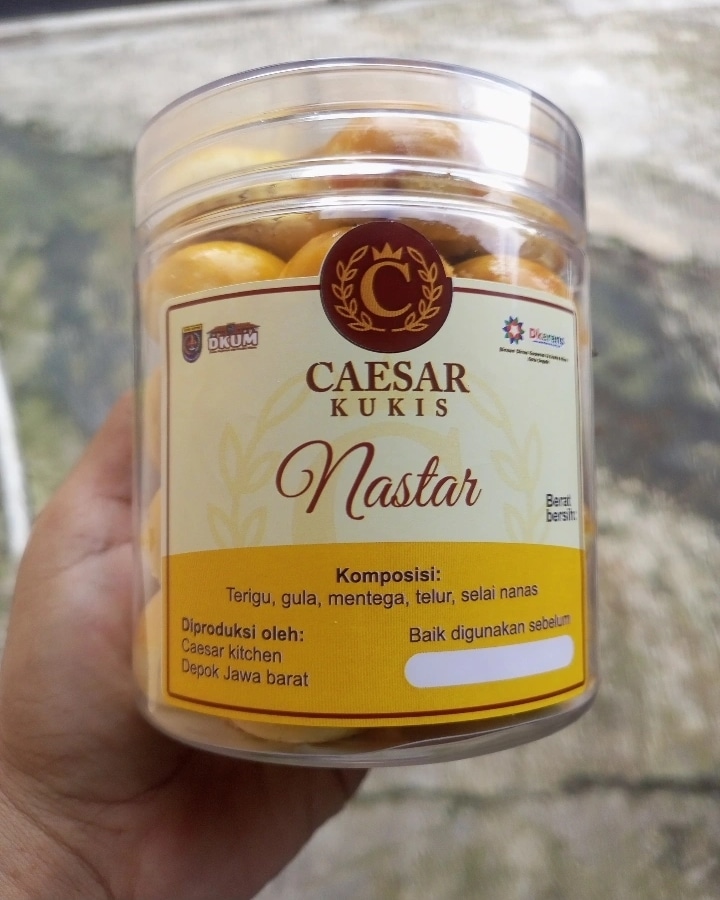 C
DKUM
CAESAR
KUKIS
Nastar
Berat
bersih:
Komposisi:
Terigu, gula, mentega, telur, selai nanas
Diproduksi oleh:
Caesar kitchen
Depok Jawa barat
Baik digunakan sebelum